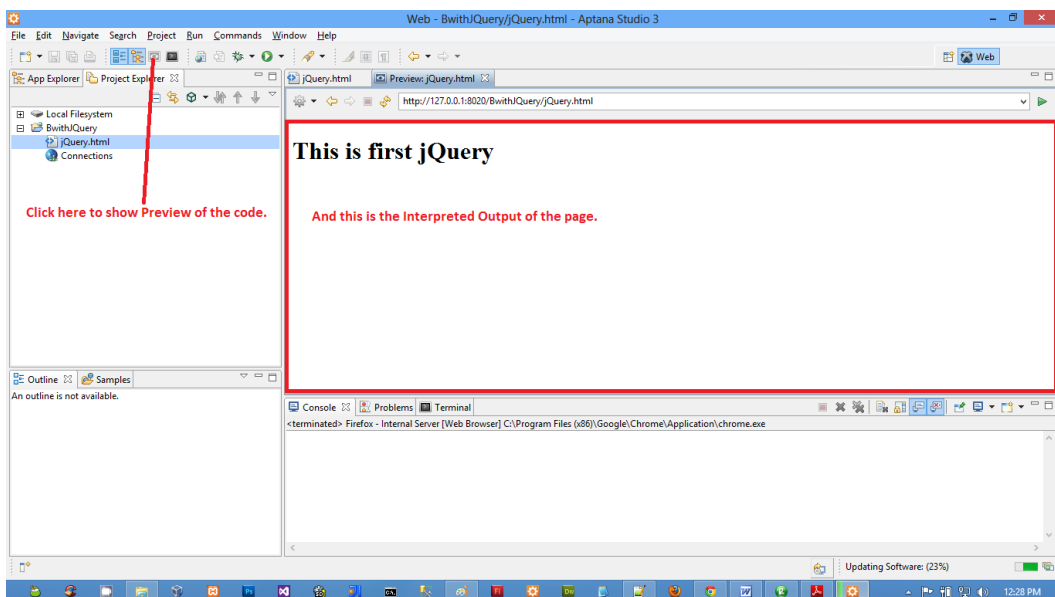 Web - BwithJQuery/jQuery.html - Aptana Studio 3
File Edit Navigate Search Project Run Commands Window Help
Web
App Explorer Project Explorer
jQuery.html Preview: jQuery.html
http://127.0.0.1:8020/BwithJQuery/jQuery.html
Local Filesystem
BwithJQuery
jQuery.html
Connections
This is first jQuery
Click here to show Preview of the code.
And this is the Interpreted Output of the page.
Outline Samples
An outline is not available.
Console Problems Terminal
<terminated> Firefox - Internal Server [Web Browser] C:\Program Files (x86)\Google\Chrome\Application\chrome.exe
Updating Software: (23%)
12:28 PM